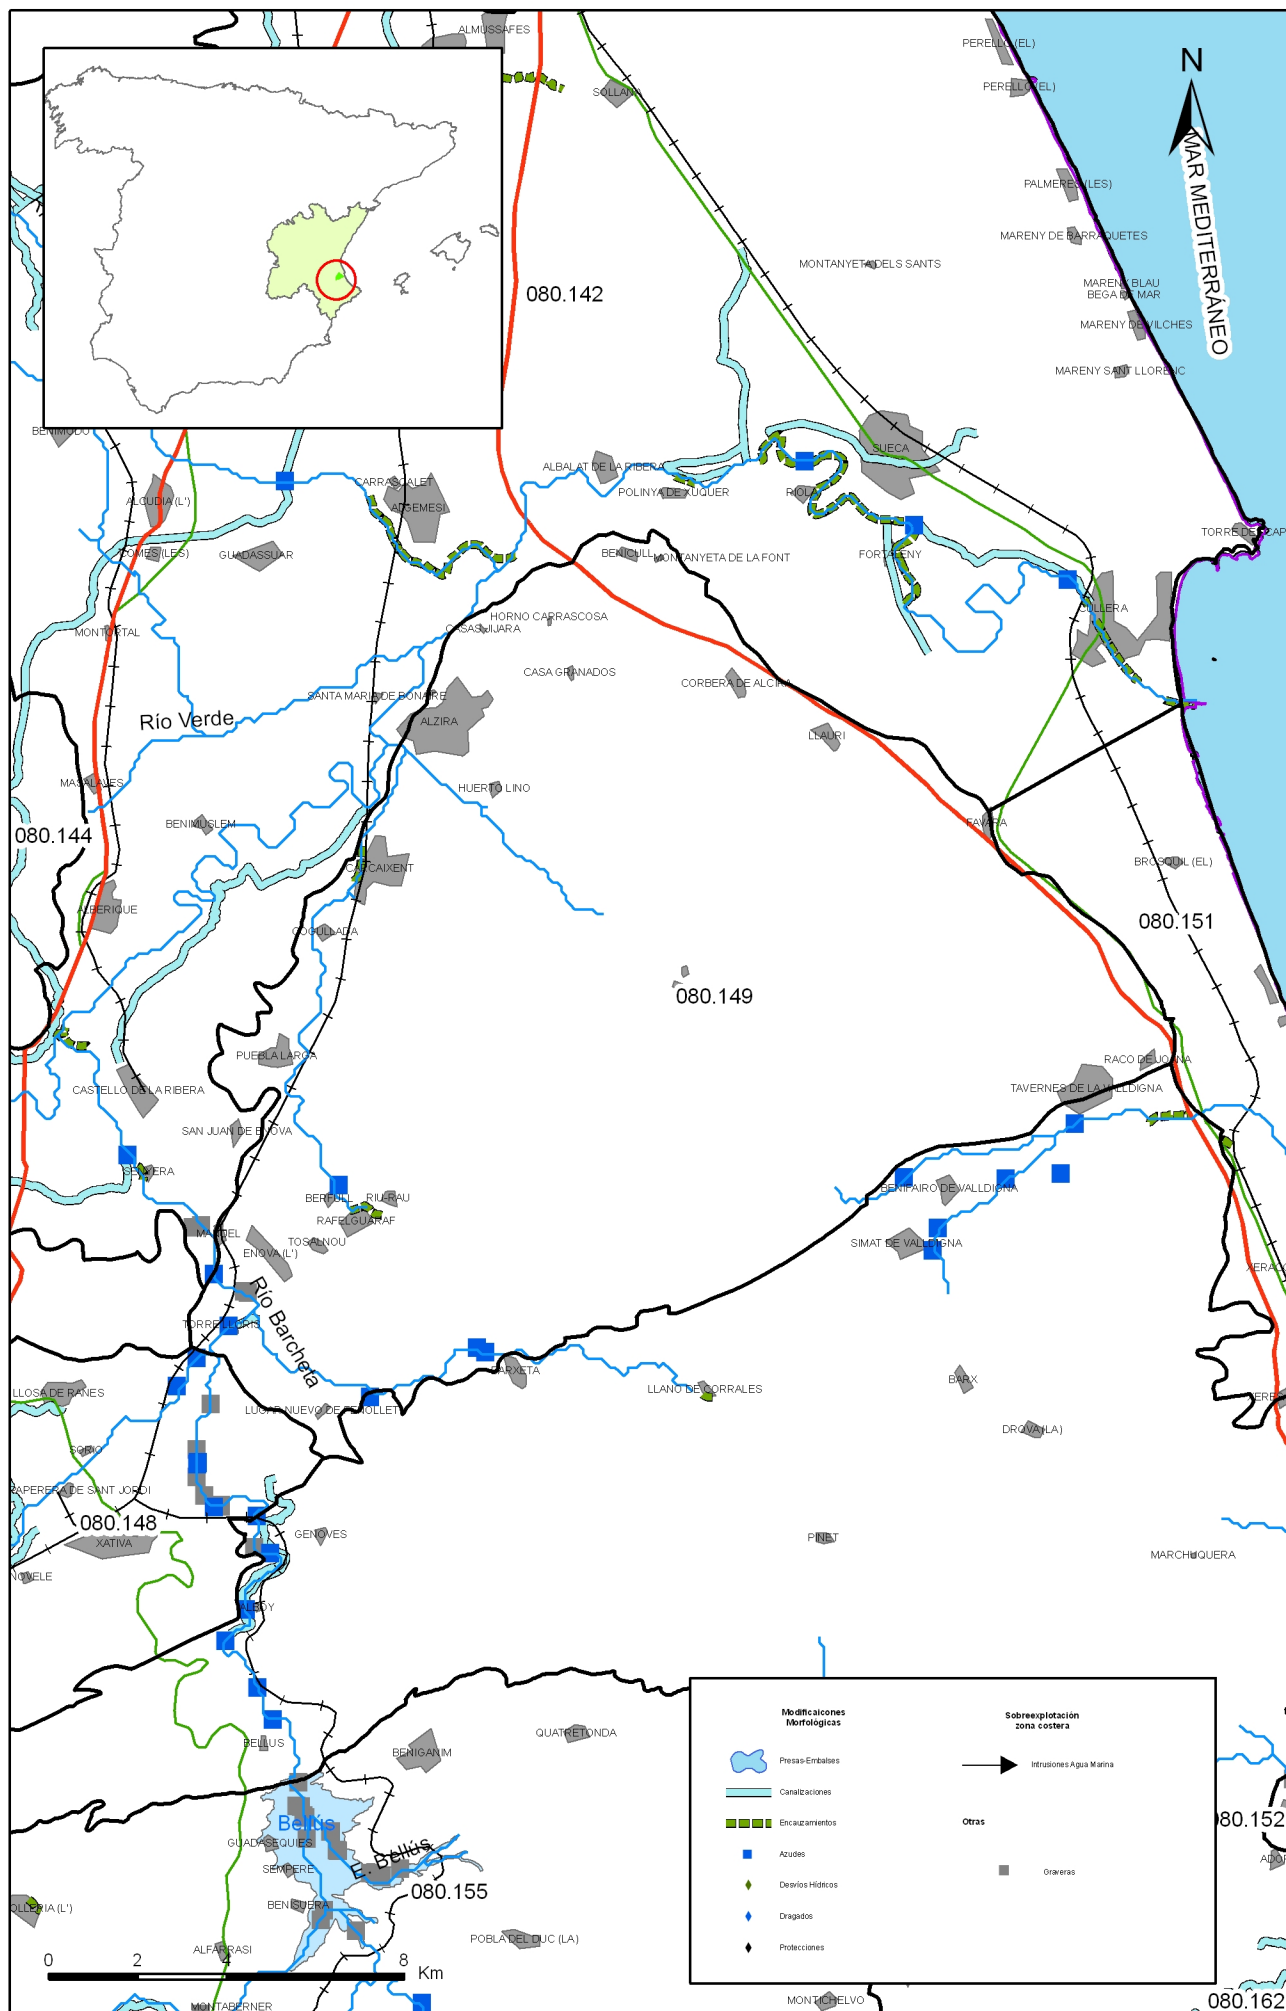 ALMUSSAFES
PERELLO (EL)
N
SOLLANA
PERELLO (EL)
MAR MEDITERRÁNEO
PALMERES (LES)
MARENY DE BARRAQUETES
MONTANYETA DELS SANTS
080.142
MARENY BLAU
BEGA DE MAR
MARENY DE VILCHES
MARENY SANT LLORENC
BENIMODO
SUECA
ALBALAT DE LA RIBERA
CARRASCALET
POLINYA DE XUQUER
RIOLA
ALCUDIA (L')
ALGEMESI
TOMES (LES)
GUADASSUAR
BENICULL
MONTANYETA DE LA FONT
FORTALENY
CULLERA
HORNO CARRASCOSA
CASAS JIJARA
MONTORTAL
CASA GRANADOS
CORBERA DE ALCIRA
SANTA MARIA DE BONAIRE
Río Verde
ALZIRA
LLAURI
MASALAVES
HUERTO LINO
BENIMUSLEM
080.144
FAVARA
CARCAIXENT
BROSQUIL (EL)
ALBERIQUE
080.151
COGULLADA
080.149
PUEBLA LARGA
RACO DE JOANA
CASTELLO DE LA RIBERA
TAVERNES DE LA VALLDIGNA
SAN JUAN DE ENOVA
SENYERA
BERFULL
RIU-RAU
BENIFAIRO DE VALLDIGNA
RAFELGUARAF
MANUEL
TOSALNOU
ENOVA (L')
SIMAT DE VALLDIGNA
Río Barcheta
TORRE LLORIS
BARXETA
LLOSA DE RANES
LLANO DE CORRALES
BARX
LUGAR NUEVO DE FENOLLET
DROVA (LA)
SORIO
RAPERERA DE SANT JORDI
080.148
XATIVA
GENOVES
PINET
MARCHUQUERA
NOVELE
ALBOY
BELLUS
QUATRETONDA
BENIGANIM
Modificaicones
Morfológicas
Sobreexplotación
zona costera
Presas-Embalses
Intrusiones Agua Marina
Canalizaciones
Encauzamientos
Otras
Azudes
Graveras
Desvíos Hídricos
Dragados
Protecciones
Bellús
080.152
GUADASEQUIES
E. Bellús
SEMPERE
080.155
BENISUERA
OLLERIA (L')
POBLA DEL DUC (LA)
ALFARRASI
0 2 4 8
Km
MONTABERNER
MONTICHELVO
080.162